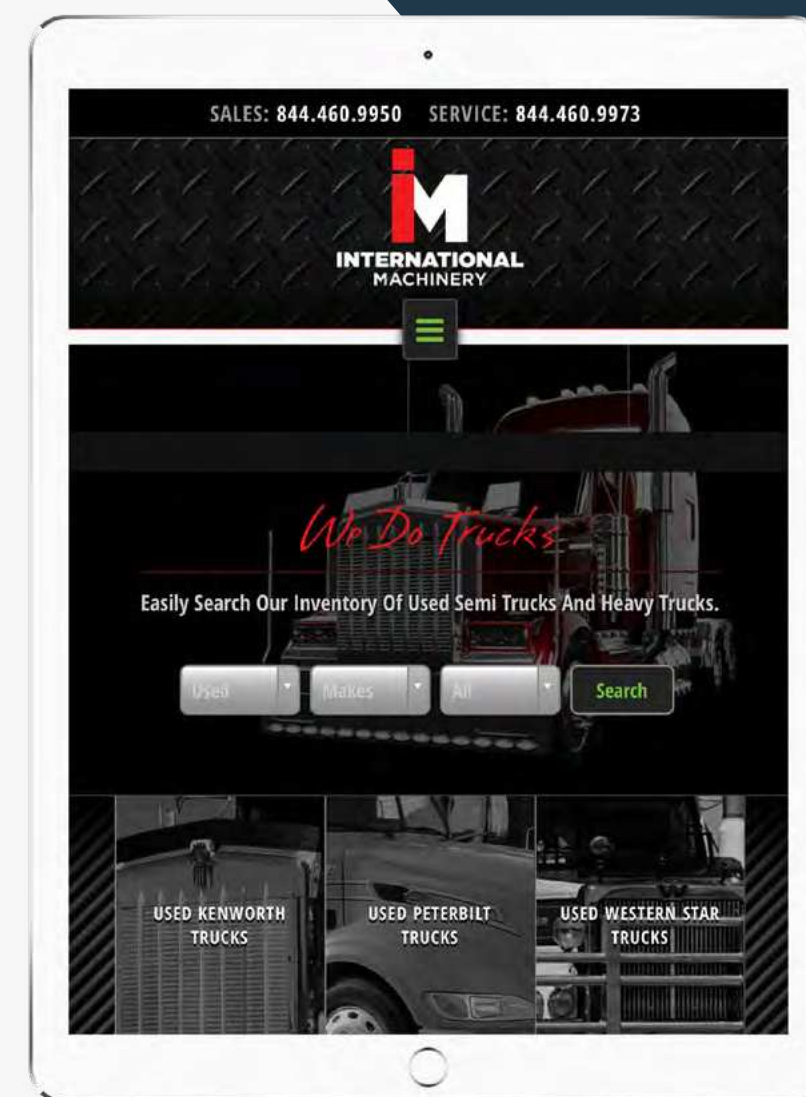 SALES: 844.460.9950 SERVICE: 844.460.9973
iM
INTERNATIONAL
MACHINERY
We Do Trucks
Easily Search Our Inventory Of Used Semi Trucks And Heavy Trucks.
Used Makes All Search
USED KENWORTH TRUCKS
USED PETERBILT TRUCKS
USED WESTERN STAR TRUCKS